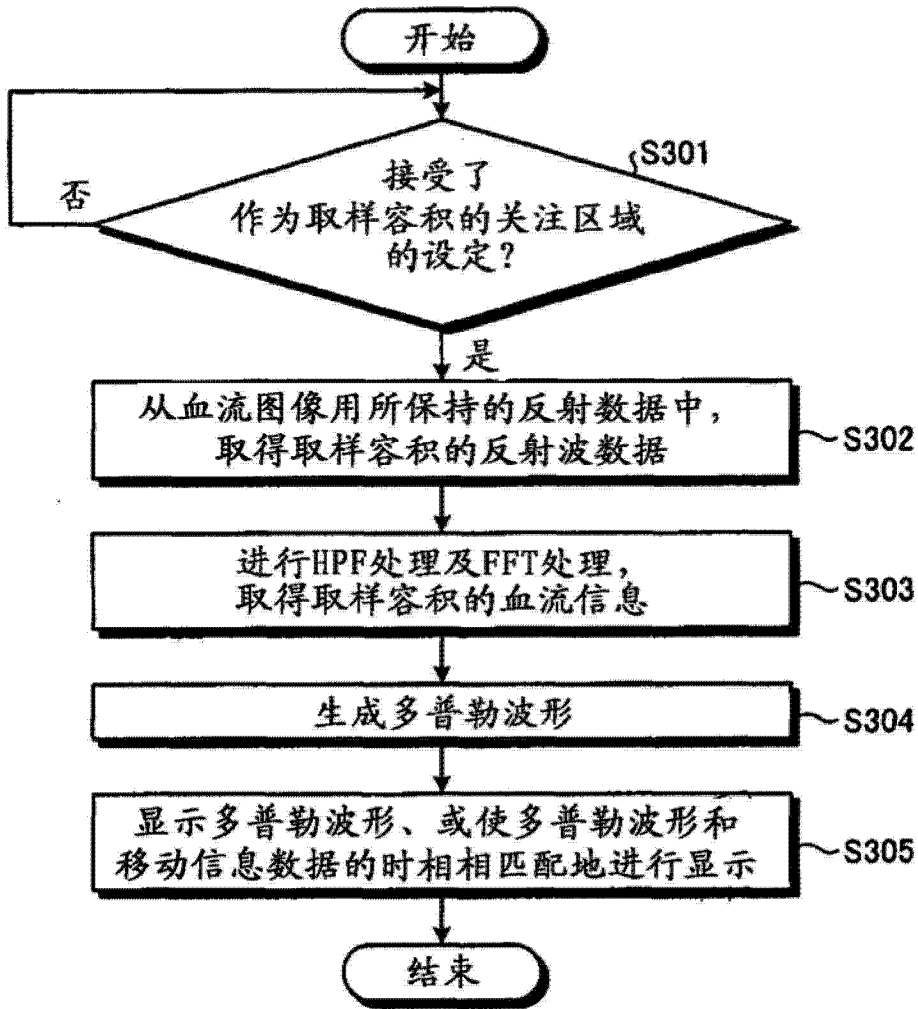 开始
S301
接受了
作为取样容积的关注区域
的设定?
否
是
从血流图像用所保持的反射数据中,
取得取样容积的反射波数据
S302
进行HPF处理及FFT处理,
取得取样容积的血流信息
S303
生成多普勒波形
S304
显示多普勒波形、或使多普勒波形和
移动信息数据的时相相匹配地进行显示
S305
结束